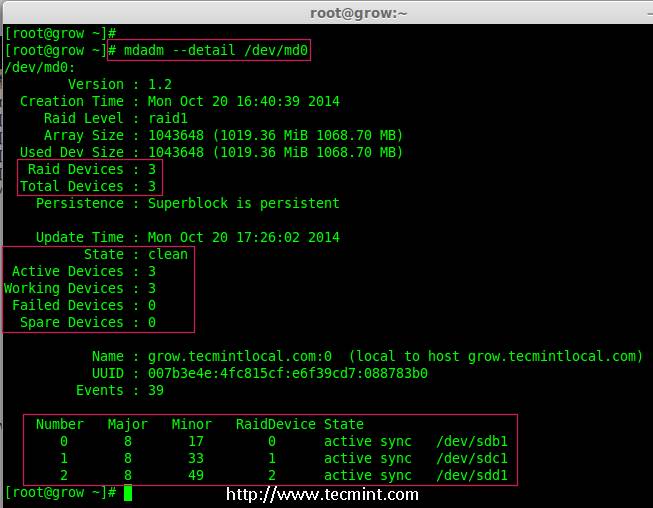 root@grow:~
[root@grow ~]#
[root@grow ~]# mdadm --detail /dev/md0
/dev/md0:
        Version : 1.2
  Creation Time : Mon Oct 20 16:40:39 2014
     Raid Level : raid1
     Array Size : 1043648 (1019.36 MiB 1068.70 MB)
  Used Dev Size : 1043648 (1019.36 MiB 1068.70 MB)
   Raid Devices : 3
  Total Devices : 3
    Persistence : Superblock is persistent

    Update Time : Mon Oct 20 17:26:02 2014
          State : clean
 Active Devices : 3
Working Devices : 3
 Failed Devices : 0
  Spare Devices : 0

           Name : grow.tecmintlocal.com:0  (local to host grow.tecmintlocal.com)
           UUID : 007b3e4e:4fc815cf:e6f39cd7:088783b0
         Events : 39

    Number   Major   Minor   RaidDevice State
       0       8       17        0      active sync   /dev/sdb1
       1       8       33        1      active sync   /dev/sdc1
       2       8       49        2      active sync   /dev/sdd1
[root@grow ~]#
http://www.tecmint.com